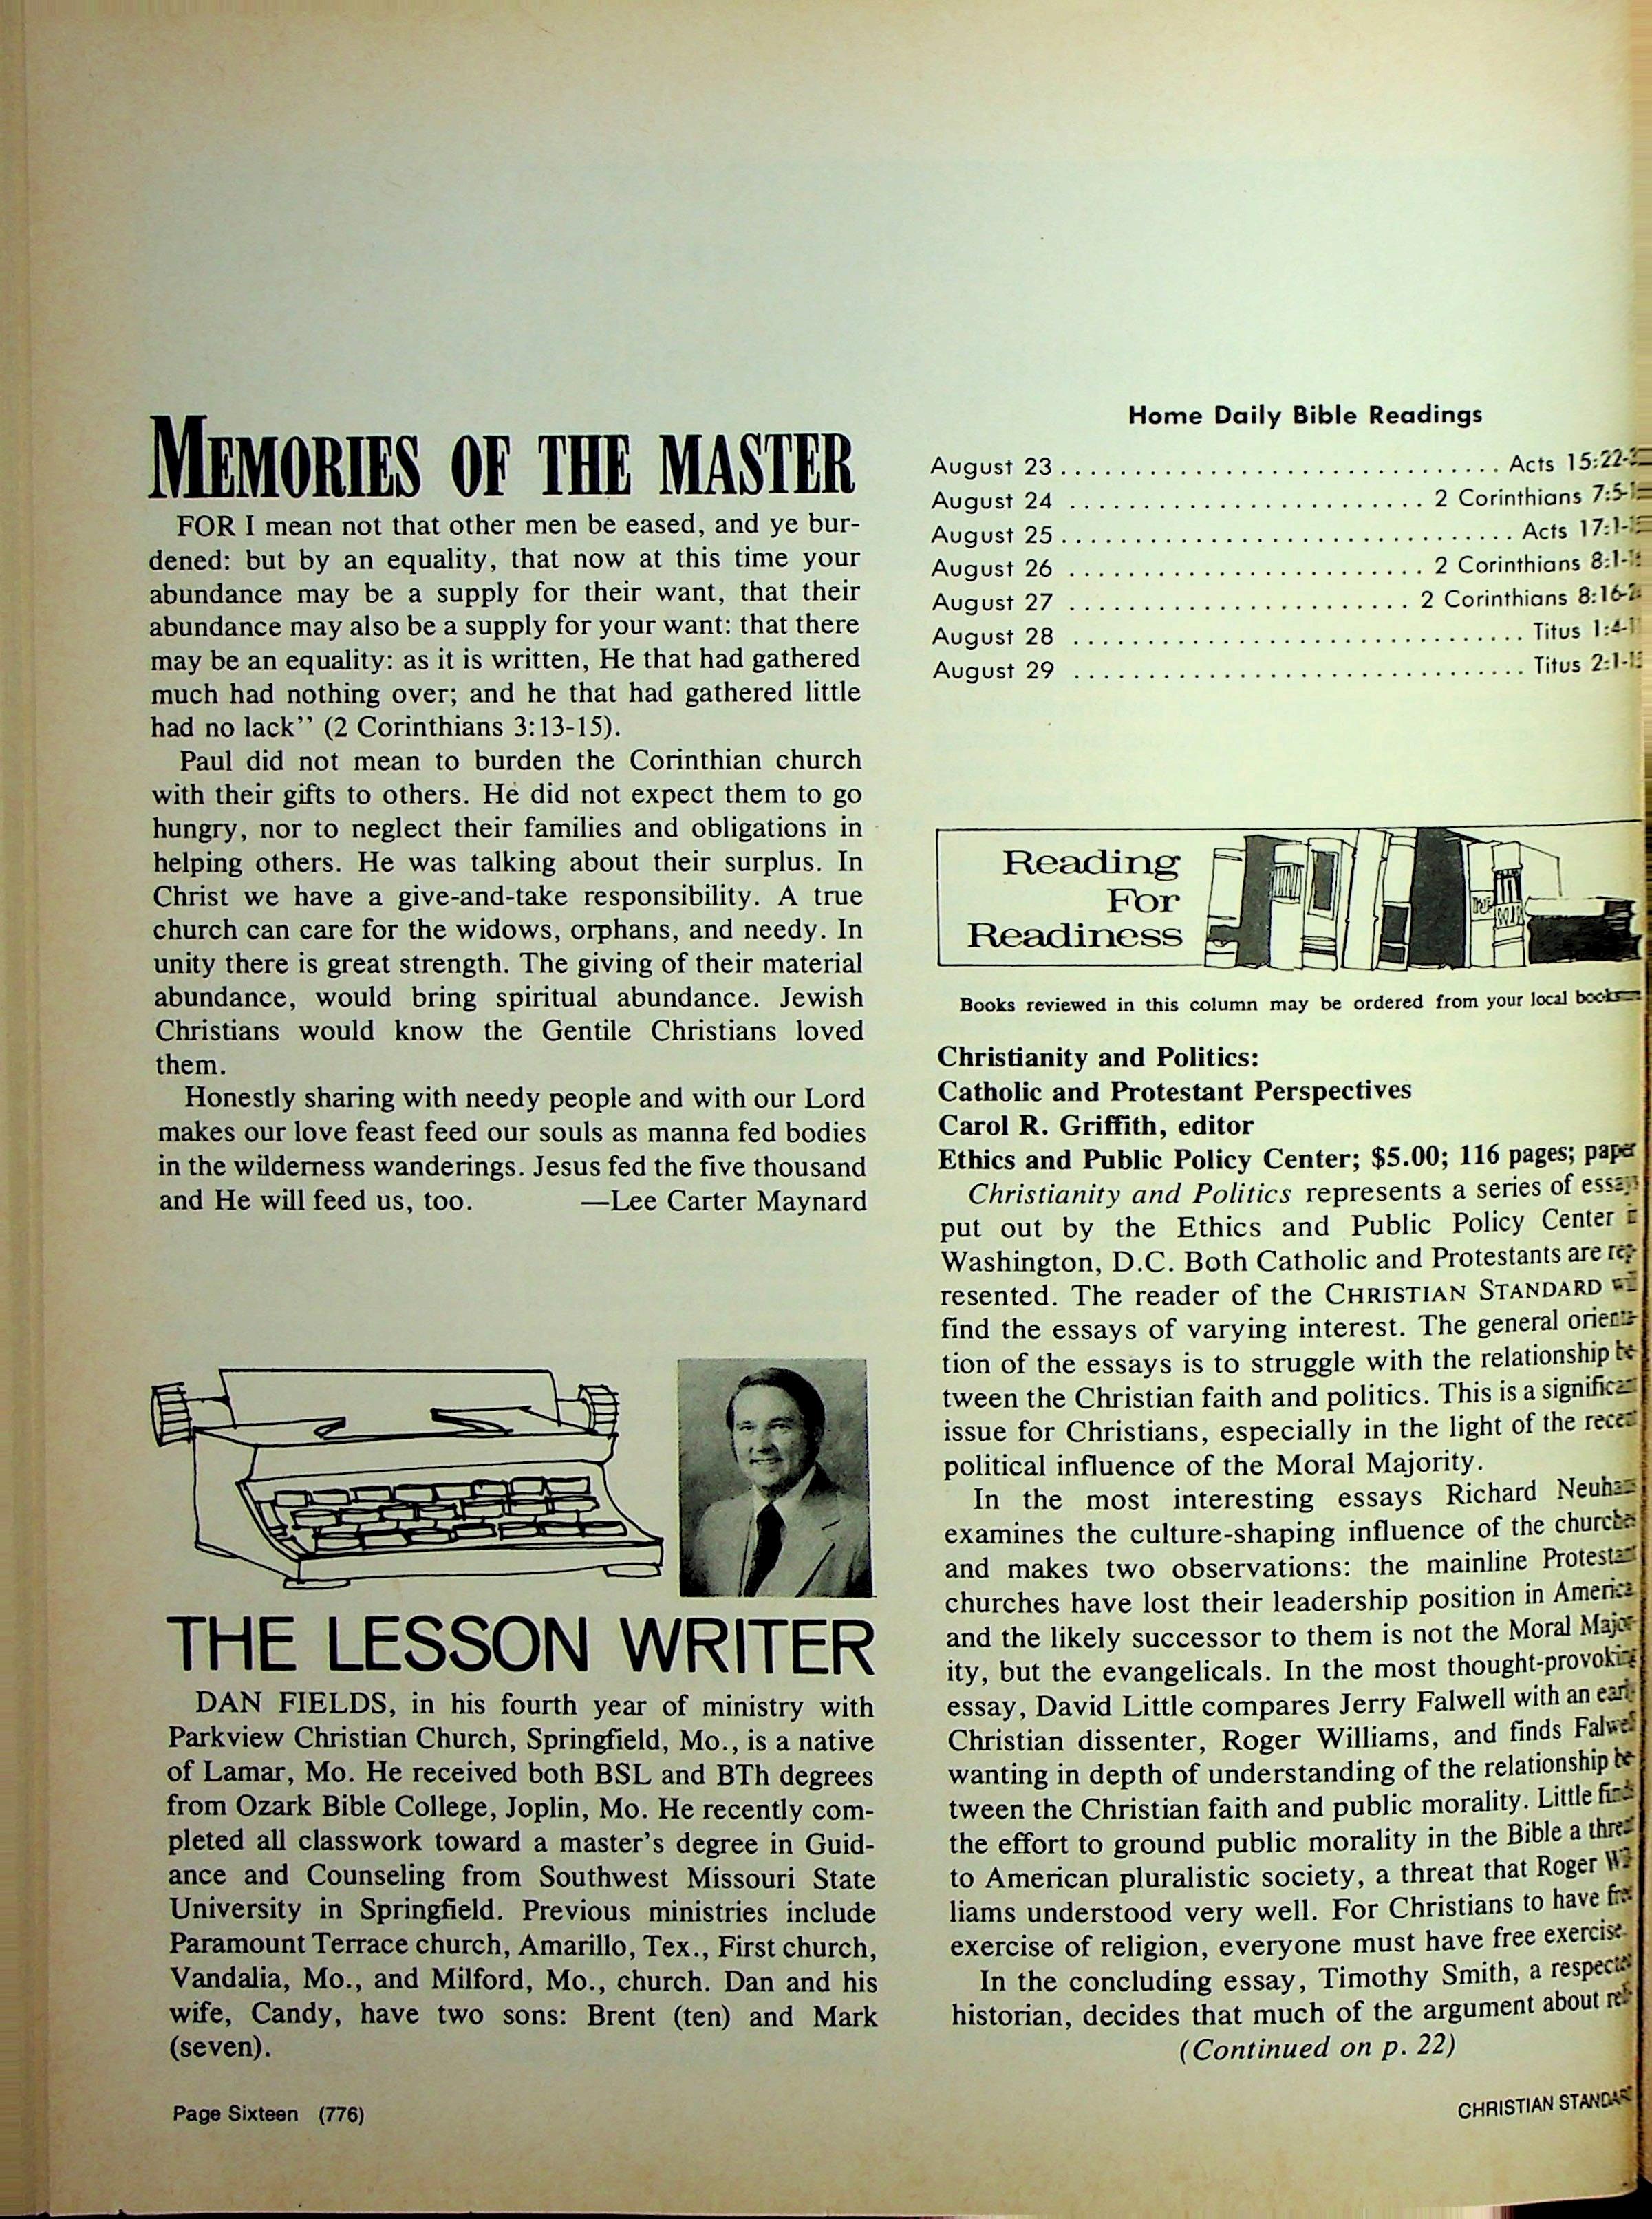 MEMORIES OF THE MASTER
FOR I mean not that other men be eased, and ye bur-
dened: but by an equality, that now at this time your
abundance may be a supply for their want, that their
abundance may also be a supply for your want: that there
may be an equality: as it is written, He that had gathered
much had nothing over; and he that had gathered little
had no lack'' (2 Corinthians 3:13-15).
Paul did not mean to burden the Corinthian church
with their gifts to others. He did not expect them to go
hungry, nor to neglect their families and obligations in
helping others. He was talking about their surplus. In
Christ we have a give-and-take responsibility. A true
church can care for the widows, orphans, and needy. In
unity there is great strength. The giving of their material
abundance, would bring spiritual abundance. Jewish
Christians would know the Gentile Christians loved
them.
Honestly sharing with needy people and with our Lord
makes our love feast feed our souls as manna fed bodies
in the wilderness wanderings. Jesus fed the five thousand
and He will feed us, too. —Lee Carter Maynard
THE LESSON WRITER
DAN FIELDS, in his fourth year of ministry with
Parkview Christian Church, Springfield, Mo., is a native
of Lamar, Mo. He received both BSL and BTh degrees
from Ozark Bible College, Joplin, Mo. He recently com-
pleted all classwork toward a master's degree in Guid-
ance and Counseling from Southwest Missouri State
University in Springfield. Previous ministries include
Paramount Terrace church, Amarillo, Tex., First church,
Vandalia, Mo., and Milford, Mo., church. Dan and his
wife, Candy, have two sons: Brent (ten) and Mark
(seven).
Page Sixteen (776)
Home Daily Bible Readings
August 23 . . . . . . . . . . . . . . . . . . . . Acts
August 24 . . . . . . . . . . . . . . . . . . . . 2 Corinthians
August 25 . . . . . . . . . . . . . . . . . . . . Acts
August 26 . . . . . . . . . . . . . . . . . . . . 2 Corinthians
August 27 . . . . . . . . . . . . . . . . . . . . 2 Corinthians
August 28 . . . . . . . . . . . . . . . . . . . . Titus
August 29 . . . . . . . . . . . . . . . . . . . . Titus
Reading
For
Readiness
Books reviewed in this column may be ordered from your local
Christianity and Politics:
Catholic and Protestant Perspectives
Carol R. Griffith, editor
Ethics and Public Policy Center; $5.00; 116 pages; paper
Christianity and Politics represents a series of essays
put out by the Ethics and Public Policy Center
Washington, D.C. Both Catholic and Protestants are rep-
resented. The reader of the CHRISTIAN STANDARD
find the essays of varying interest. The general orienta-
tion of the essays is to struggle with the relationship be-
tween the Christian faith and politics. This is a significant
issue for Christians, especially in the light of the recent
political influence of the Moral Majority.
In the most interesting essays Richard
examines the culture-shaping influence of the churches
and makes two observations: the mainline Protestant
churches have lost their leadership position in America
and the likely successor to them is not the Moral Major-
ity, but the evangelicals. In the most thought-provoking
essay, David Little compares Jerry Falwell with an early
Christian dissenter, Roger Williams, and finds Falwell
wanting in depth of understanding of the relationship be-
tween the Christian faith and public morality. Little finds
the effort to ground public morality in the Bible a threat
to American pluralistic society, a threat that Roger Wil-
liams understood very well. For Christians to have free
exercise of religion, everyone must have free exercise.
In the concluding essay, Timothy Smith, a respected
historian, decides that much of the argument about
(Continued on p. 22)
CHRISTIAN STANDARD